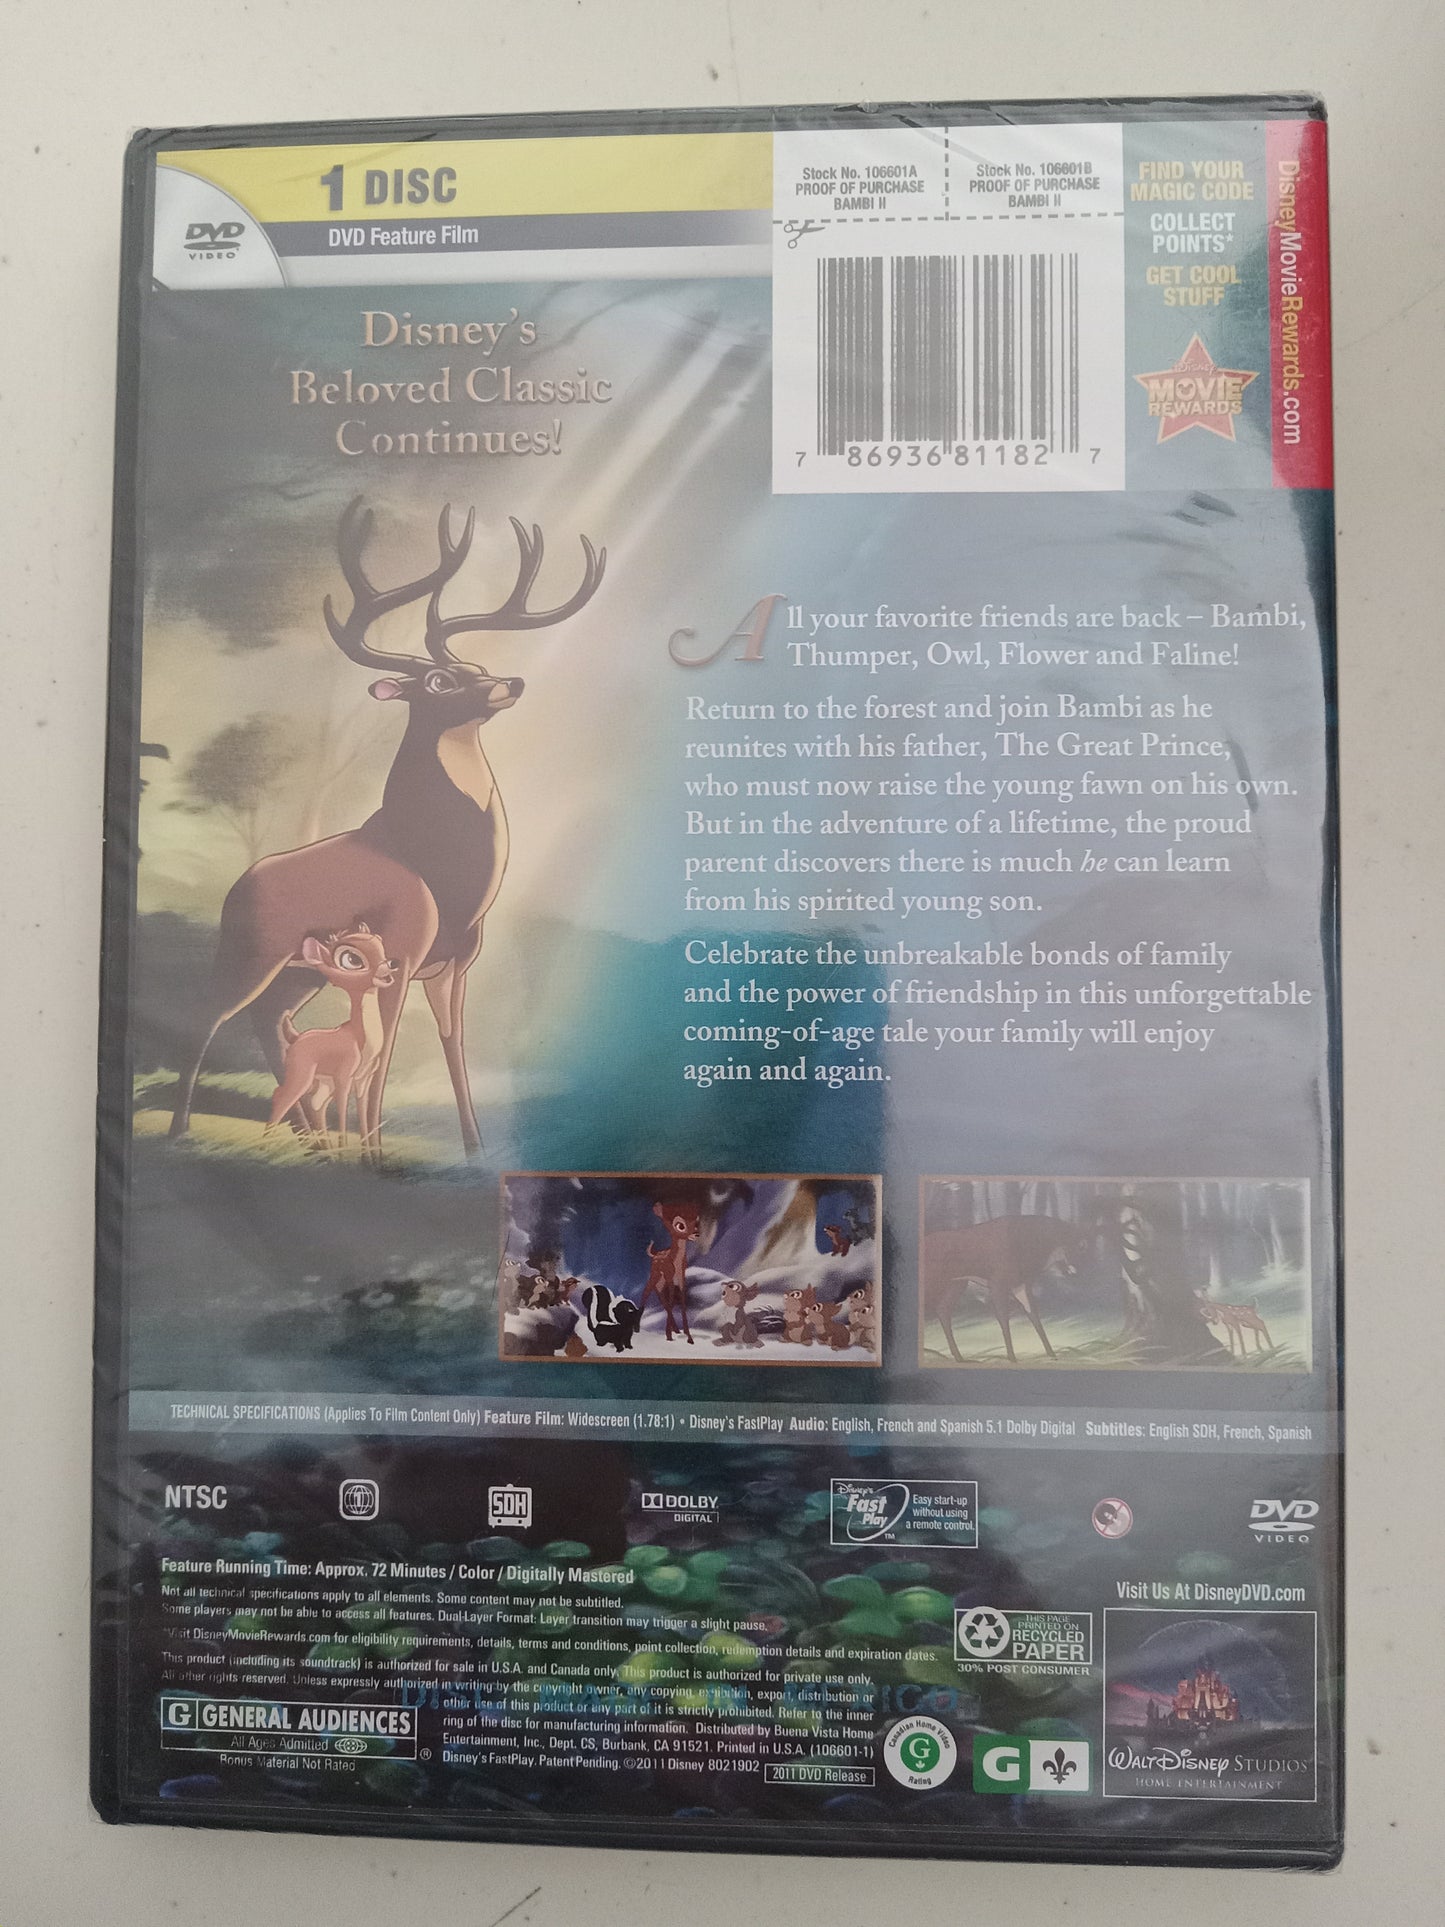 DVD
VIDEO
1 DISC
DVD Feature Film
Stock No. 106601A
PROOF OF PURCHASE
BAMBI II
Stock No. 106601B
PROOF OF PURCHASE
BAMBI II
7 86936 81182 7
FIND YOUR
MAGIC CODE
COLLECT
POINTS*
GET COOL
STUFF
Disney
MOVIE
REWARDS
DisneyMovieRewards.com
Disney's
Beloved Classic
Continues!
All your favorite friends are back – Bambi,
Thumper, Owl, Flower and Faline!
Return to the forest and join Bambi as he
reunites with his father, The Great Prince,
who must now raise the young fawn on his own.
But in the adventure of a lifetime, the proud
parent discovers there is much he can learn
from his spirited young son.
Celebrate the unbreakable bonds of family
and the power of friendship in this unforgettable
coming-of-age tale your family will enjoy
again and again.
TECHNICAL SPECIFICATIONS (Applies To Film Content Only) Feature Film: Widescreen (1.78:1) • Disney's FastPlay Audio: English, French and Spanish 5.1 Dolby Digital Subtitles: English SDH, French, Spanish
NTSC
1
SDH
DOLBY
DIGITAL
Disney's
Fast
Play
TM
Easy start-up
without using
a remote control.
DVD
VIDEO
Feature Running Time: Approx. 72 Minutes / Color / Digitally Mastered
Not all technical specifications apply to all elements. Some content may not be subtitled.
Some players may not be able to access all features. Dual-Layer Format: Layer transition may trigger a slight pause.
*Visit DisneyMovieRewards.com for eligibility requirements, details, terms and conditions, point collection, redemption details and expiration dates.
This product (including its soundtrack) is authorized for sale in U.S.A. and Canada only. This product is authorized for private use only.
All other rights reserved. Unless expressly authorized in writing by the copyright owner, any copying, exhibition, export, distribution or
other use of this product or any part of it is strictly prohibited. Refer to the inner
ring of the disc for manufacturing information. Distributed by Buena Vista Home
Entertainment, Inc., Dept. CS, Burbank, CA 91521. Printed in U.S.A. (106601-1)
Disney's FastPlay. Patent Pending. ©2011 Disney 8021902
2011 DVD Release
G GENERAL AUDIENCES
All Ages Admitted
®
Bonus Material Not Rated
Visit Us At DisneyDVD.com
THIS PAGE
PRINTED ON
RECYCLED
PAPER
30% POST CONSUMER
Canadian Home Video
G
Rating
G
WALT DISNEY STUDIOS
HOME ENTERTAINMENT